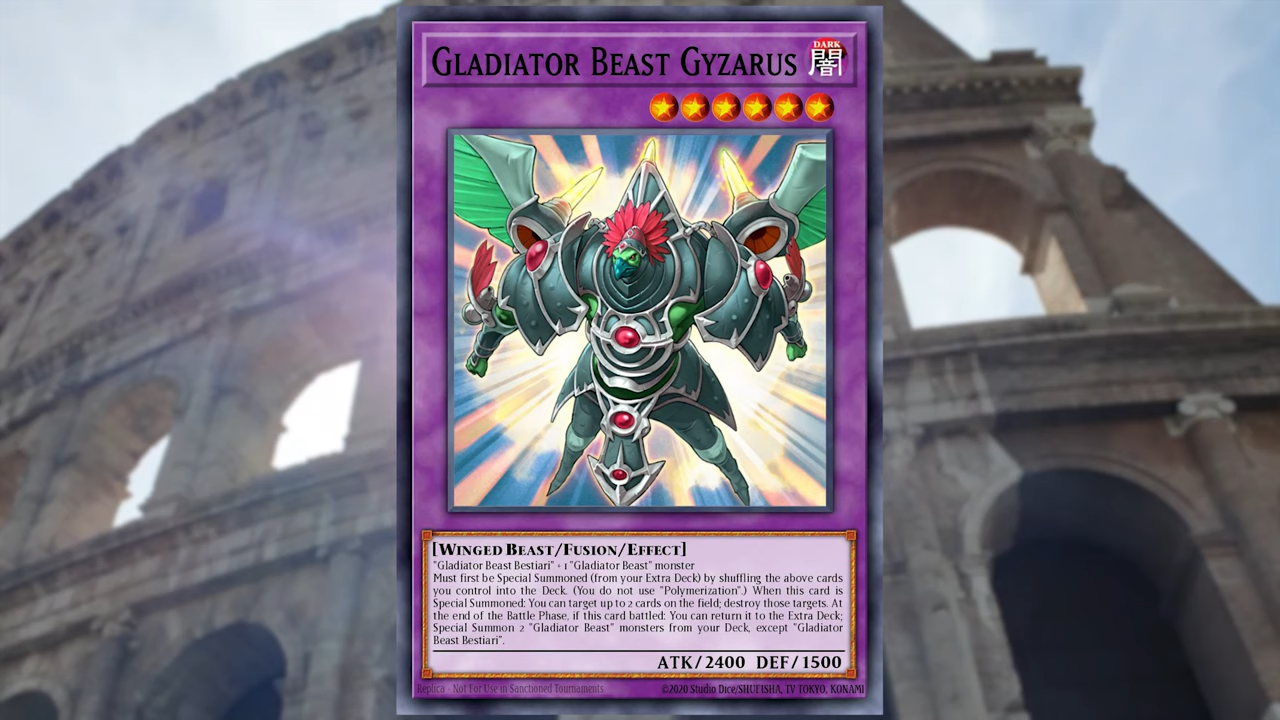 Gladiator Beast Gyzarus
DARK
闇
[Winged Beast/Fusion/Effect]
"Gladiator Beast Bestiari" + 1 "Gladiator Beast" monster
Must first be Special Summoned (from your Extra Deck) by shuffling the above cards
you control into the Deck. (You do not use "Polymerization".) When this card is
Special Summoned: You can target up to 2 cards on the field; destroy those targets. At
the end of the Battle Phase, if this card battled: You can return it to the Extra Deck;
Special Summon 2 "Gladiator Beast" monsters from your Deck, except "Gladiator
Beast Bestiari".
ATK/2400 DEF/1500
Replica - Not For Use in Sanctioned Tournaments
©2020 Studio Dice/SHUEISHA, TV TOKYO, KONAMI